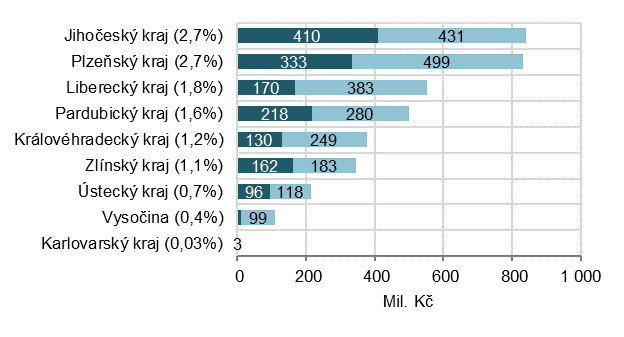 Jihočeský kraj (2,7%) 410 431
Plzeňský kraj (2,7%) 333 499
Liberecký kraj (1,8%) 170 383
Pardubický kraj (1,6%) 218 280
Královéhradecký kraj (1,2%) 130 249
Zlínský kraj (1,1%) 162 183
Ústecký kraj (0,7%) 96 118
Vysočina (0,4%) 99
Karlovarský kraj (0,03%) 3
0 200 400 600 800 1 000
Mil. Kč